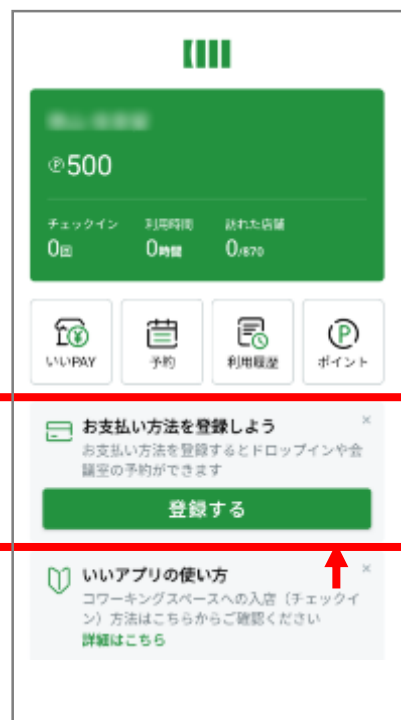 Ⓟ500
チェックイン 利用時間 訪れた店舗
0回 0時間 0/870
いいPAY 予約 利用履歴 ポイント
お支払い方法を登録しよう ×
お支払い方法を登録するとドロップインや会
議室の予約ができます
登録する
いいアプリの使い方 ×
コワーキングスペースへの入店（チェックイ
ン）方法はこちらからご確認ください
詳細はこちら